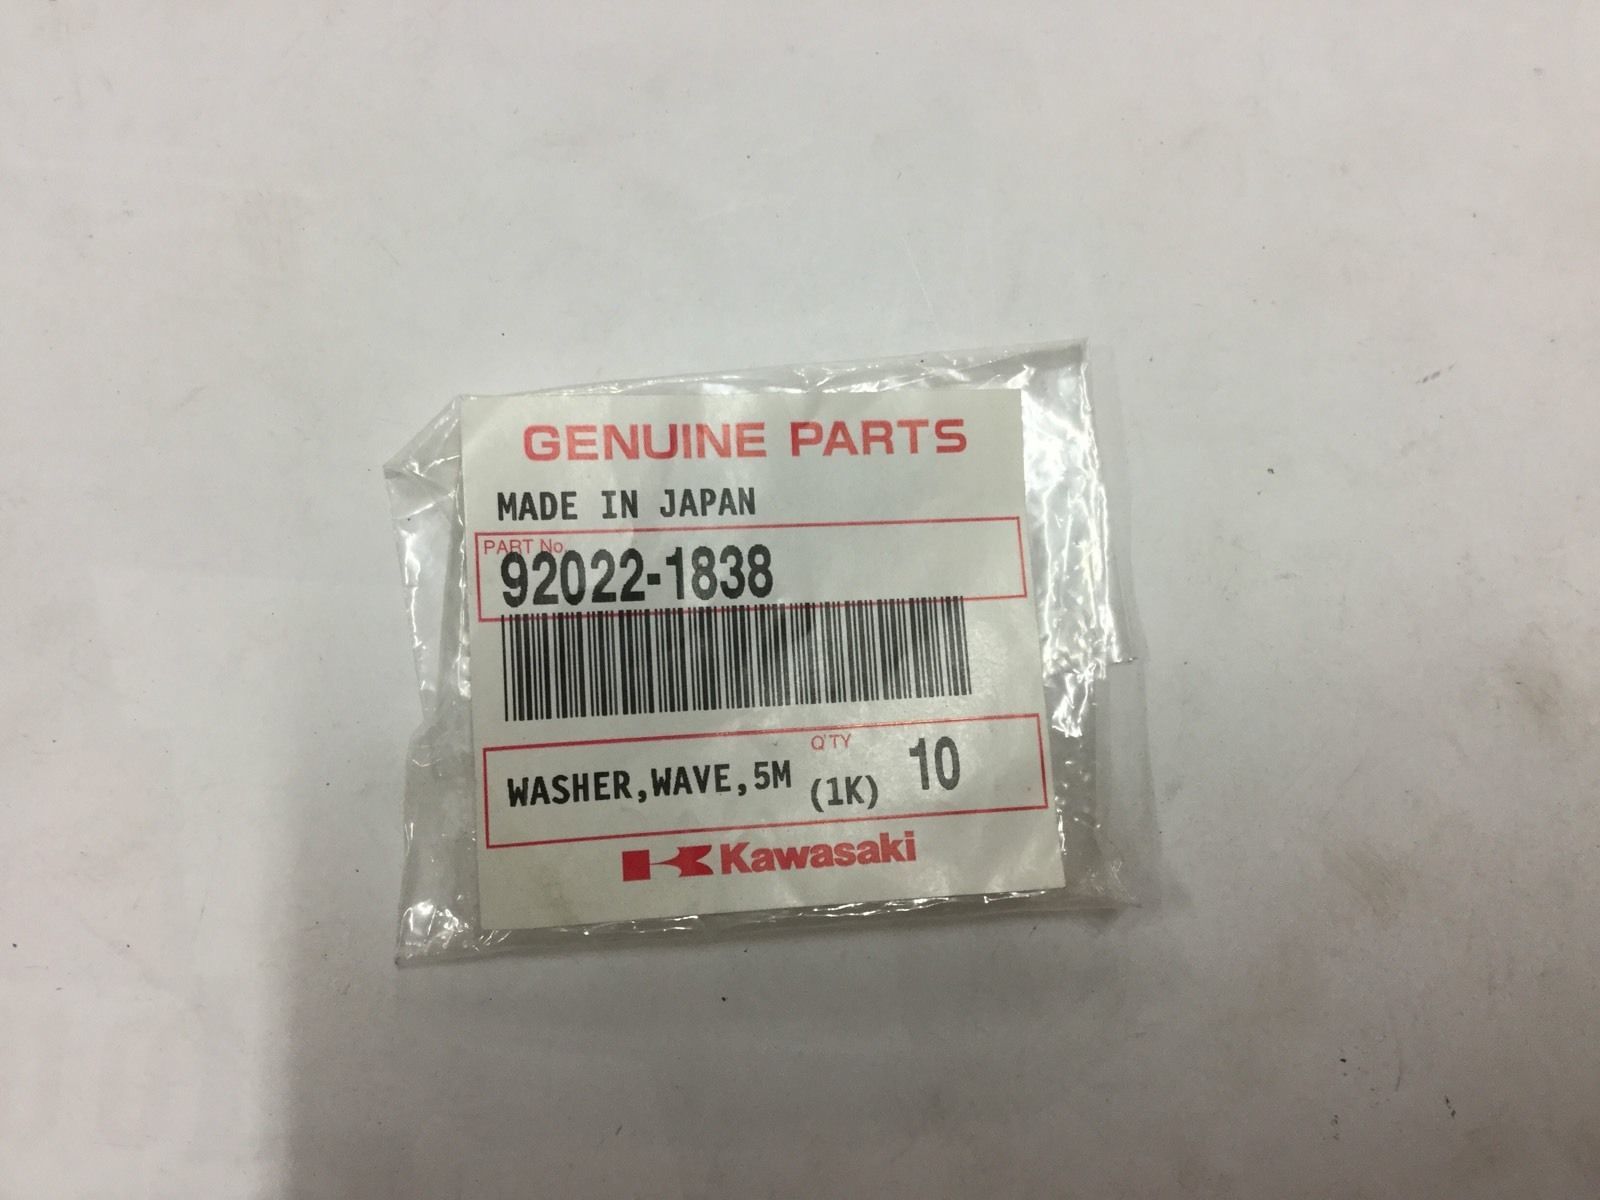 GENUINE PARTS
MADE IN JAPAN
PART No.
92022-1838
Q'TY
WASHER,WAVE,5M (1K) 10
Kawasaki